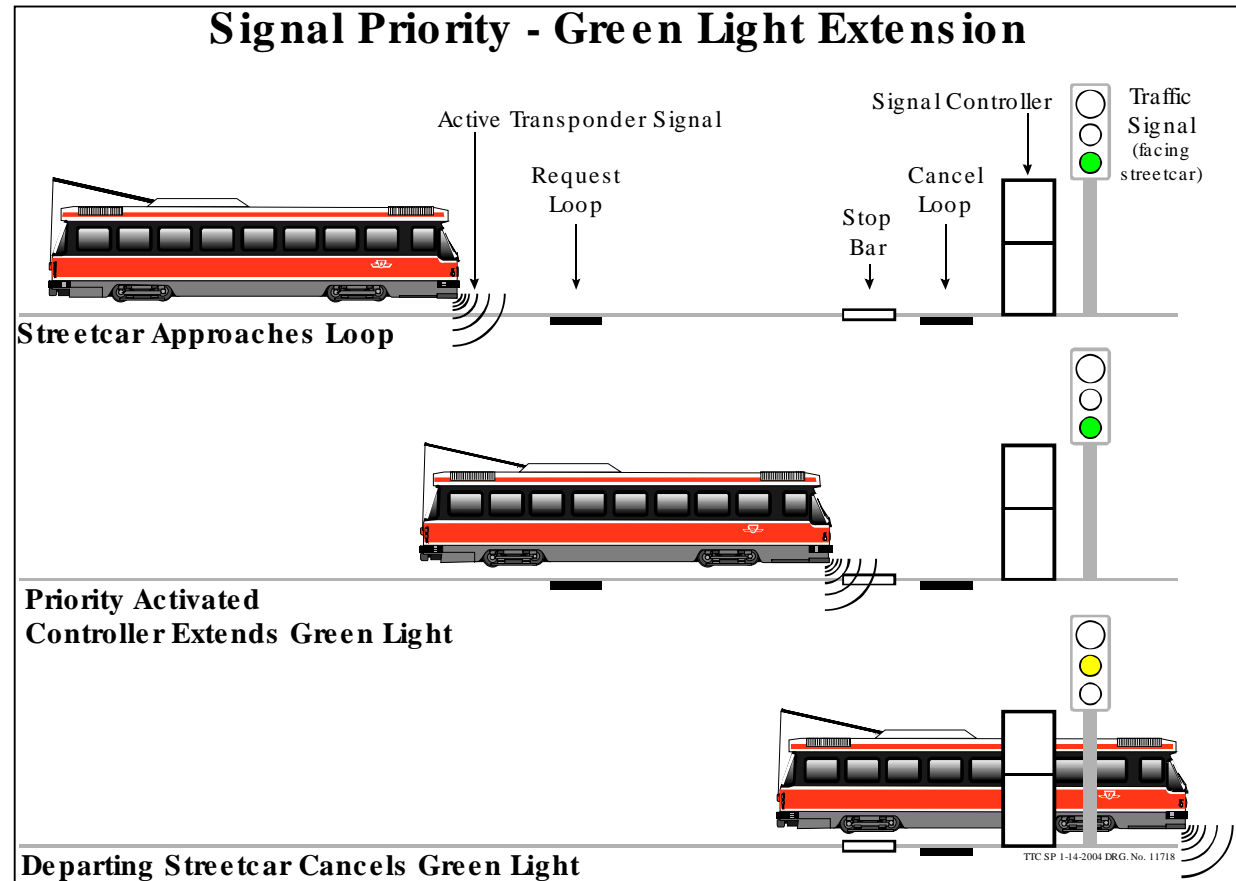 Signal Priority - Green Light Extension
Active Transponder Signal
Request
Loop
Stop
Bar
Cancel
Loop
Signal Controller
Traffic
Signal
(facing
streetcar)
Streetcar Approaches Loop
Priority Activated
Controller Extends Green Light
Departing Streetcar Cancels Green Light
TTC SP 1-14-2004 DRG. No. 11718